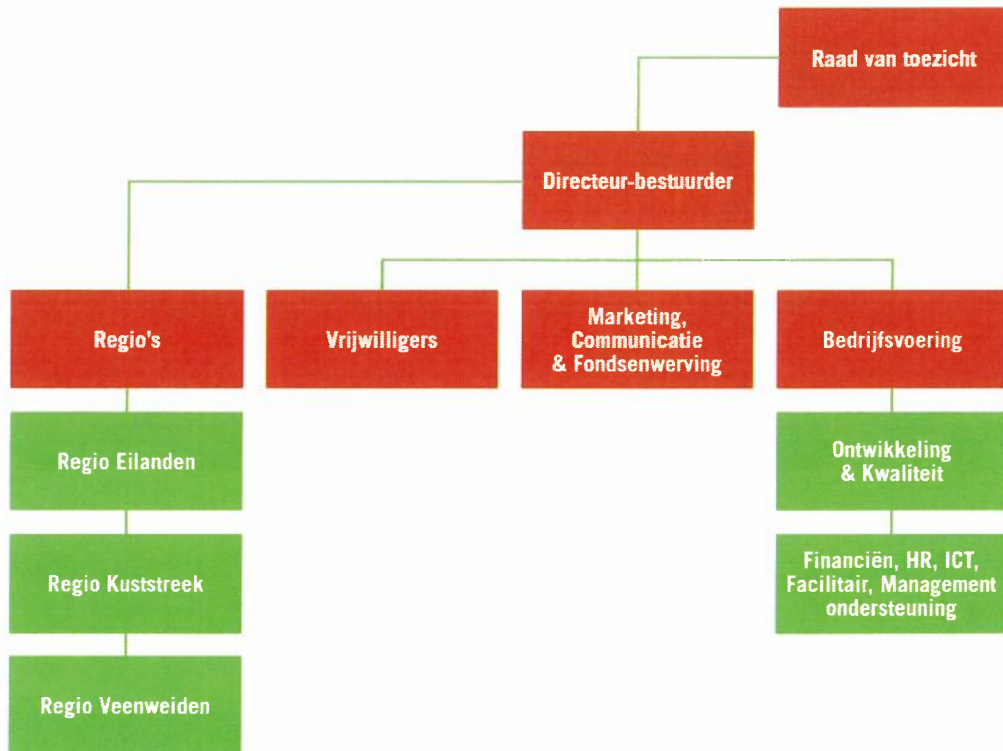 Raad van toezicht
Directeur-bestuurder
Regio's
Vrijwilligers
Marketing,
Communicatie
& Fondsenwerving
Bedrijfsvoering
Regio Eilanden
Ontwikkeling
& Kwaliteit
Regio Kuststreek
Financiën, HR, ICT,
Facilitair, Management
ondersteuning
Regio Veenweiden